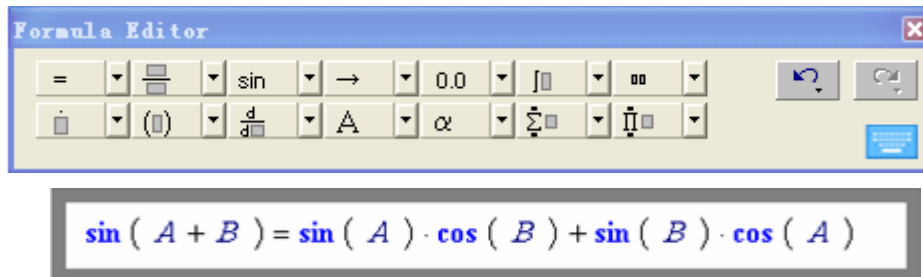 Formula Editor
= sin → 0.0 ∫
( ) d/d A α Σ Π
sin ( A + B ) = sin ( A ) · cos ( B ) + sin ( B ) · cos ( A )